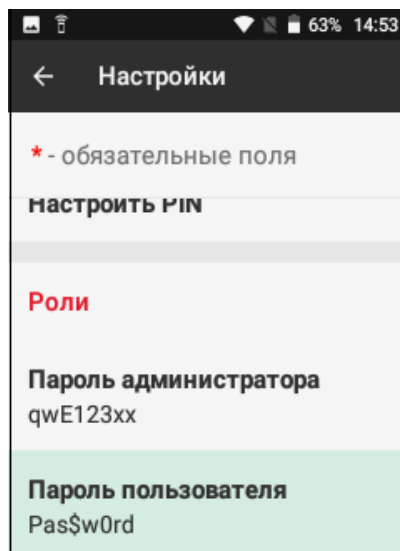 63% 14:53
Настройки
* - обязательные поля
Настроить PIN
Роли
Пароль администратора
qwE123xx
Пароль пользователя
Pas$w0rd